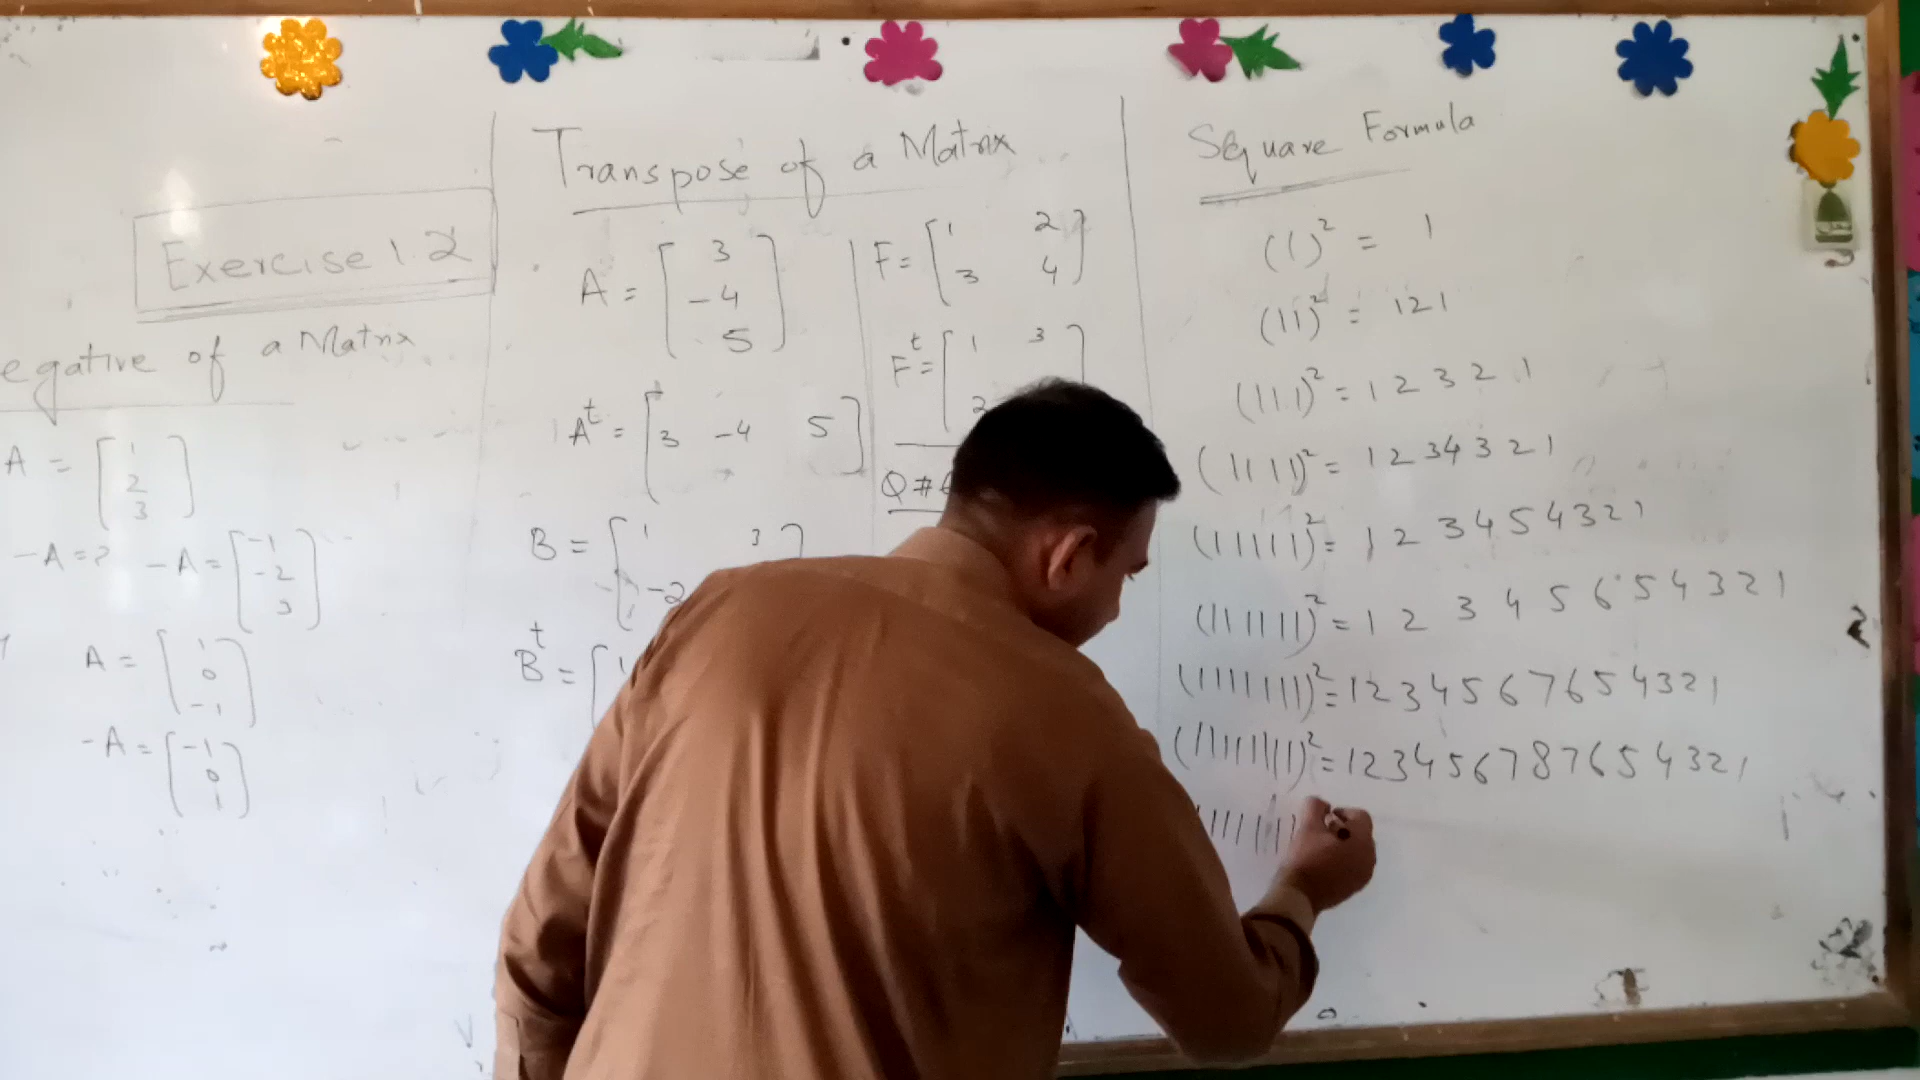 Exercise 1.2
egative of a Matrix
A = [1
2
3]
-A = ? -A = [-1
-2
3]
A = [1
0
-1]
-A = [-1
0
1]
Transpose of a Matrix
A = [3
-4
5]
A^t = [3 -4 5]
B = [1 3
-2
B^t = [1
F = [1 2
3 4]
F^t = [1 3
2
Q#
Square Formula
(1)² = 1
(11)² = 121
(111)² = 12321
(1111)² = 1234321
(11111)² = 123454321
(111111)² = 12345654321
(1111111)² = 1234567654321
(11111111)² = 123456787654321